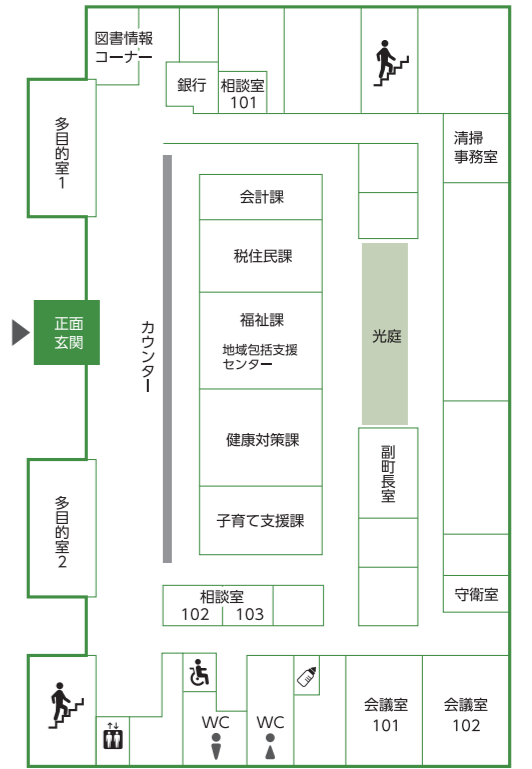 図書情報
コーナー
銀行
相談室
101
多目的室1
清掃
事務室
会計課
税住民課
正面
玄関
カウンター
福祉課
地域包括支援
センター
光庭
健康対策課
副町長室
多目的室2
子育て支援課
相談室
102 103
守衛室
会議室
101
会議室
102
WC
WC